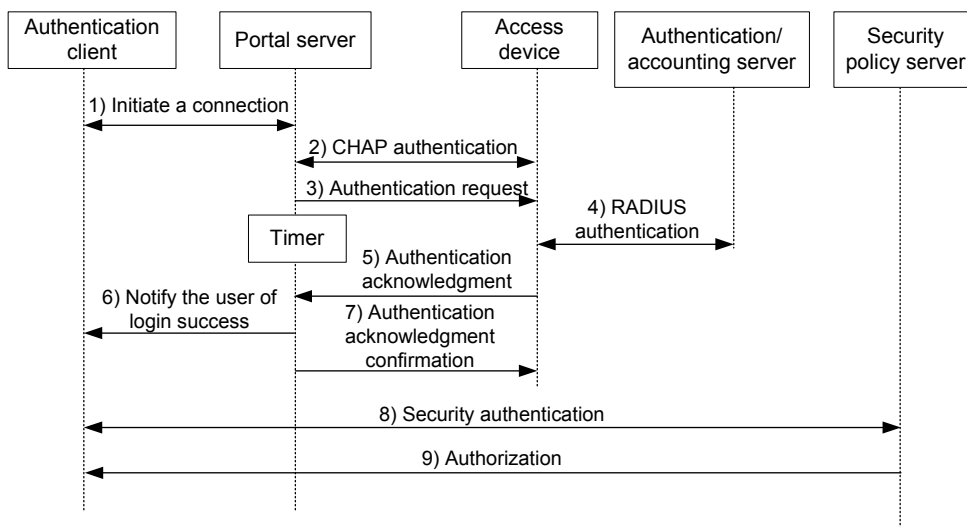 Authentication
client
Portal server
Access
device
Authentication/
accounting server
Security
policy server
1) Initiate a connection
2) CHAP authentication
3) Authentication request
4) RADIUS
authentication
Timer
5) Authentication
acknowledgment
6) Notify the user of
login success
7) Authentication
acknowledgment
confirmation
8) Security authentication
9) Authorization